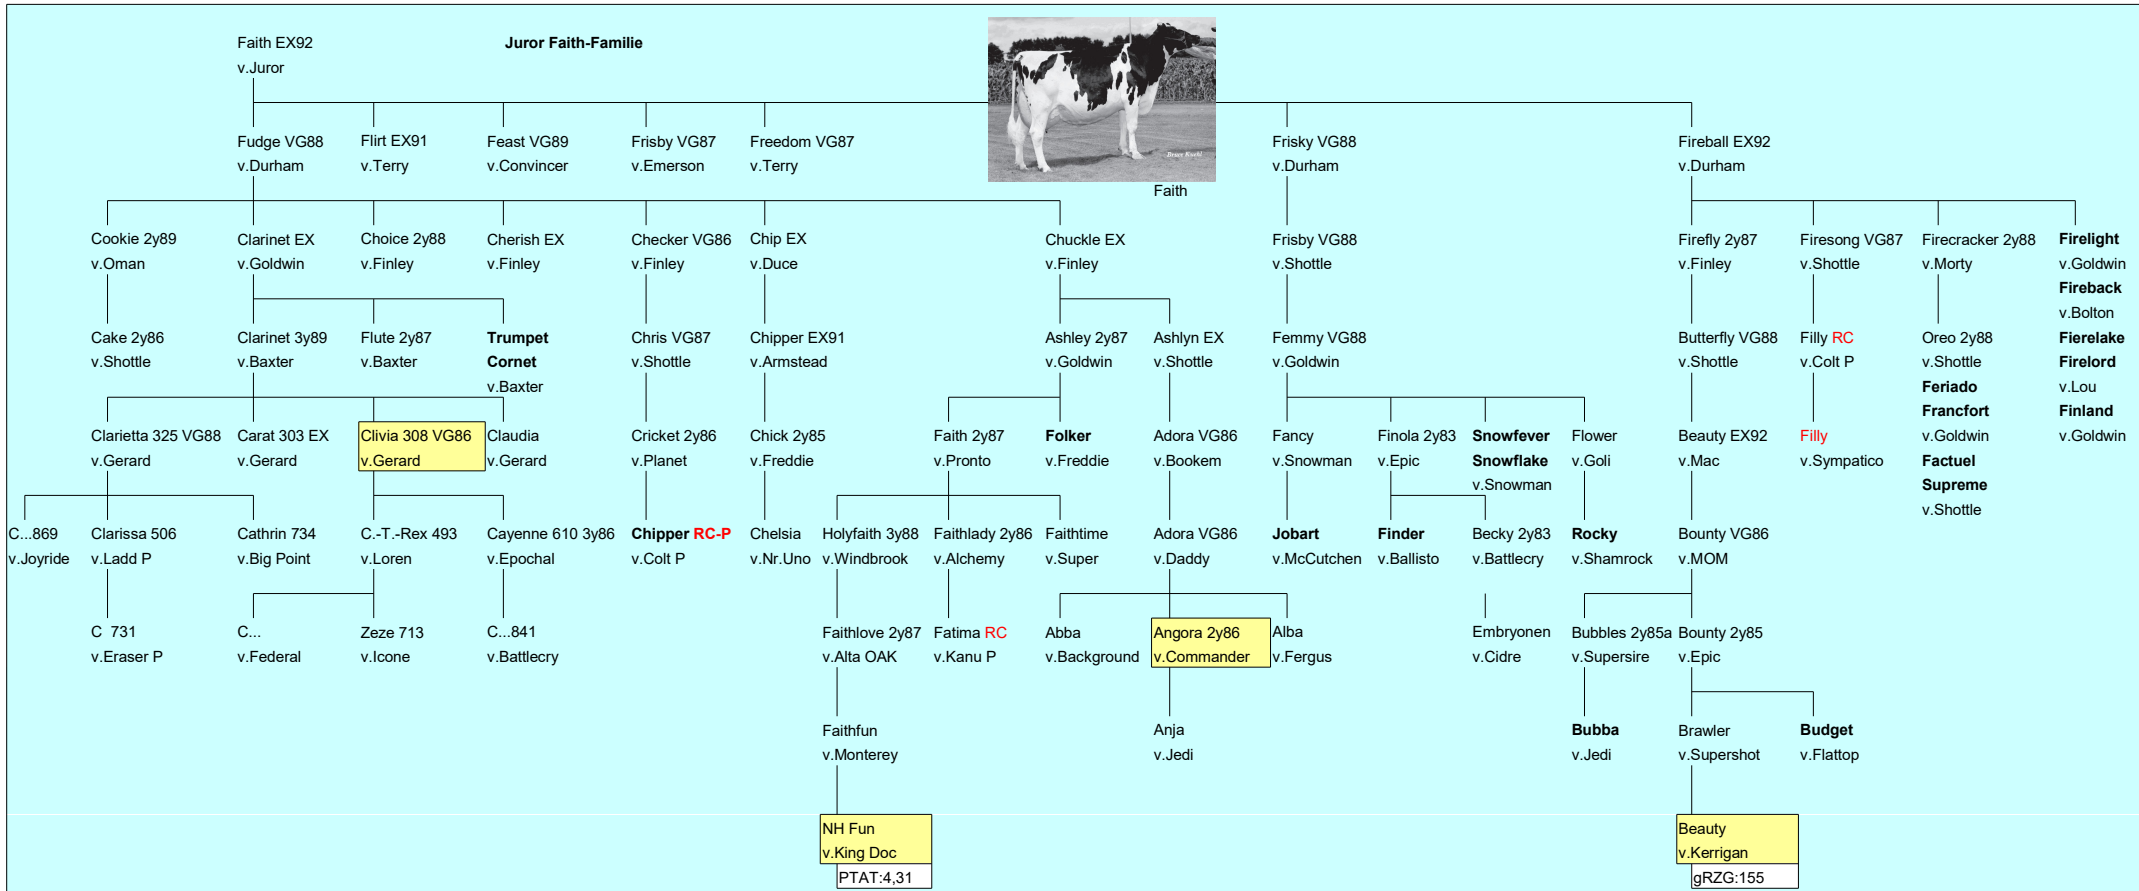 Faith EX92
v.Juror
Juror Faith-Familie
Bruce Kuehl
Faith
Fudge VG88
v.Durham
Flirt EX91
v.Terry
Feast VG89
v.Convincer
Frisby VG87
v.Emerson
Freedom VG87
v.Terry
Frisky VG88
v.Durham
Fireball EX92
v.Durham
Cookie 2y89
v.Oman
Clarinet EX
v.Goldwin
Choice 2y88
v.Finley
Cherish EX
v.Finley
Checker VG86
v.Finley
Chip EX
v.Duce
Chuckle EX
v.Finley
Frisby VG88
v.Shottle
Firefly 2y87
v.Finley
Firesong VG87
v.Shottle
Firecracker 2y88
v.Morty
Firelight
v.Goldwin
Fireback
v.Bolton
Fierelake
Firelord
v.Lou
Finland
v.Goldwin
Cake 2y86
v.Shottle
Clarinet 3y89
v.Baxter
Flute 2y87
v.Baxter
Trumpet
Cornet
v.Baxter
Chris VG87
v.Shottle
Chipper EX91
v.Armstead
Ashley 2y87
v.Goldwin
Ashlyn EX
v.Shottle
Femmy VG88
v.Goldwin
Butterfly VG88
v.Shottle
Filly RC
v.Colt P
Oreo 2y88
v.Shottle
Feriado
Francfort
v.Goldwin
Factuel
Supreme
v.Shottle
Clarietta 325 VG88
v.Gerard
Carat 303 EX
v.Gerard
Clivia 308 VG86
v.Gerard
Claudia
v.Gerard
Cricket 2y86
v.Planet
Chick 2y85
v.Freddie
Faith 2y87
v.Pronto
Folker
v.Freddie
Adora VG86
v.Bookem
Fancy
v.Snowman
Finola 2y83
v.Epic
Snowfever
Snowflake
v.Snowman
Flower
v.Goli
Beauty EX92
v.Mac
Filly
v.Sympatico
C...869
v.Joyride
Clarissa 506
v.Ladd P
Cathrin 734
v.Big Point
C.-T.-Rex 493
v.Loren
Cayenne 610 3y86
v.Epochal
Chipper RC-P
v.Colt P
Chelsia
v.Nr.Uno
Holyfaith 3y88
v.Windbrook
Faithlady 2y86
v.Alchemy
Faithtime
v.Super
Adora VG86
v.Daddy
Jobart
v.McCutchen
Finder
v.Ballisto
Becky 2y83
v.Battlecry
Rocky
v.Shamrock
Bounty VG86
v.MOM
C 731
v.Eraser P
C...
v.Federal
Zeze 713
v.Icone
C...841
v.Battlecry
Faithlove 2y87
v.Alta OAK
Fatima RC
v.Kanu P
Abba
v.Background
Angora 2y86
v.Commander
Alba
v.Fergus
Embryonen
v.Cidre
Bubbles 2y85a
v.Supersire
Bounty 2y85
v.Epic
Faithfun
v.Monterey
Anja
v.Jedi
Bubba
v.Jedi
Brawler
v.Supershot
Budget
v.Flattop
NH Fun
v.King Doc
PTAT:4,31
Beauty
v.Kerrigan
gRZG:155